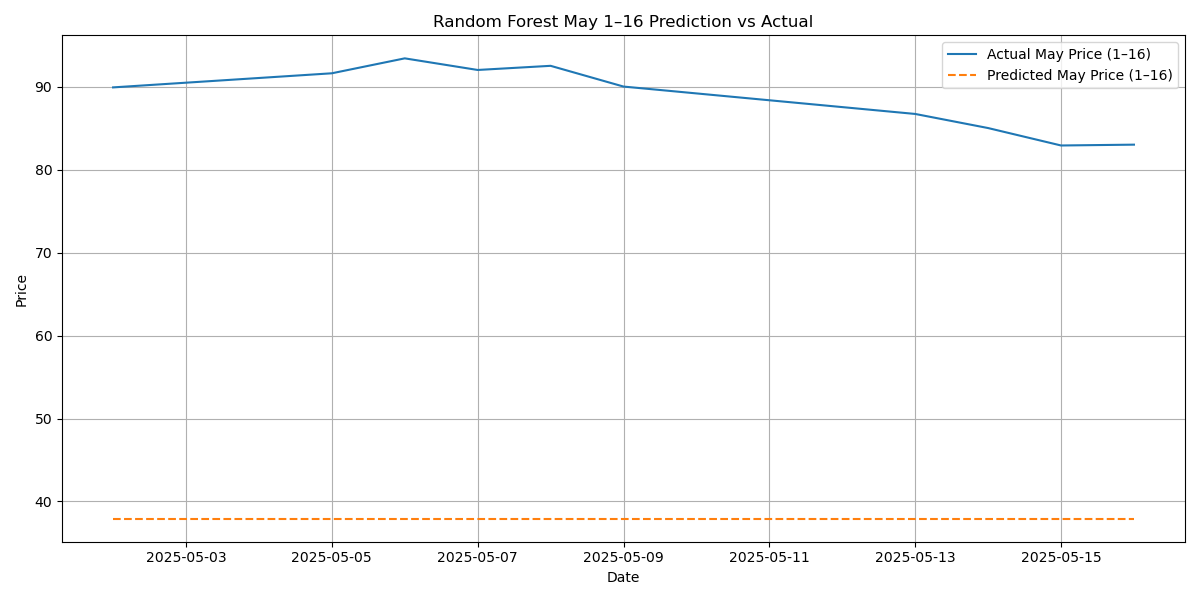 Random Forest May 1–16 Prediction vs Actual
Actual May Price (1–16)
Predicted May Price (1–16)
90
80
70
60
50
40
Price
2025-05-03
2025-05-05
2025-05-07
2025-05-09
2025-05-11
2025-05-13
2025-05-15
Date